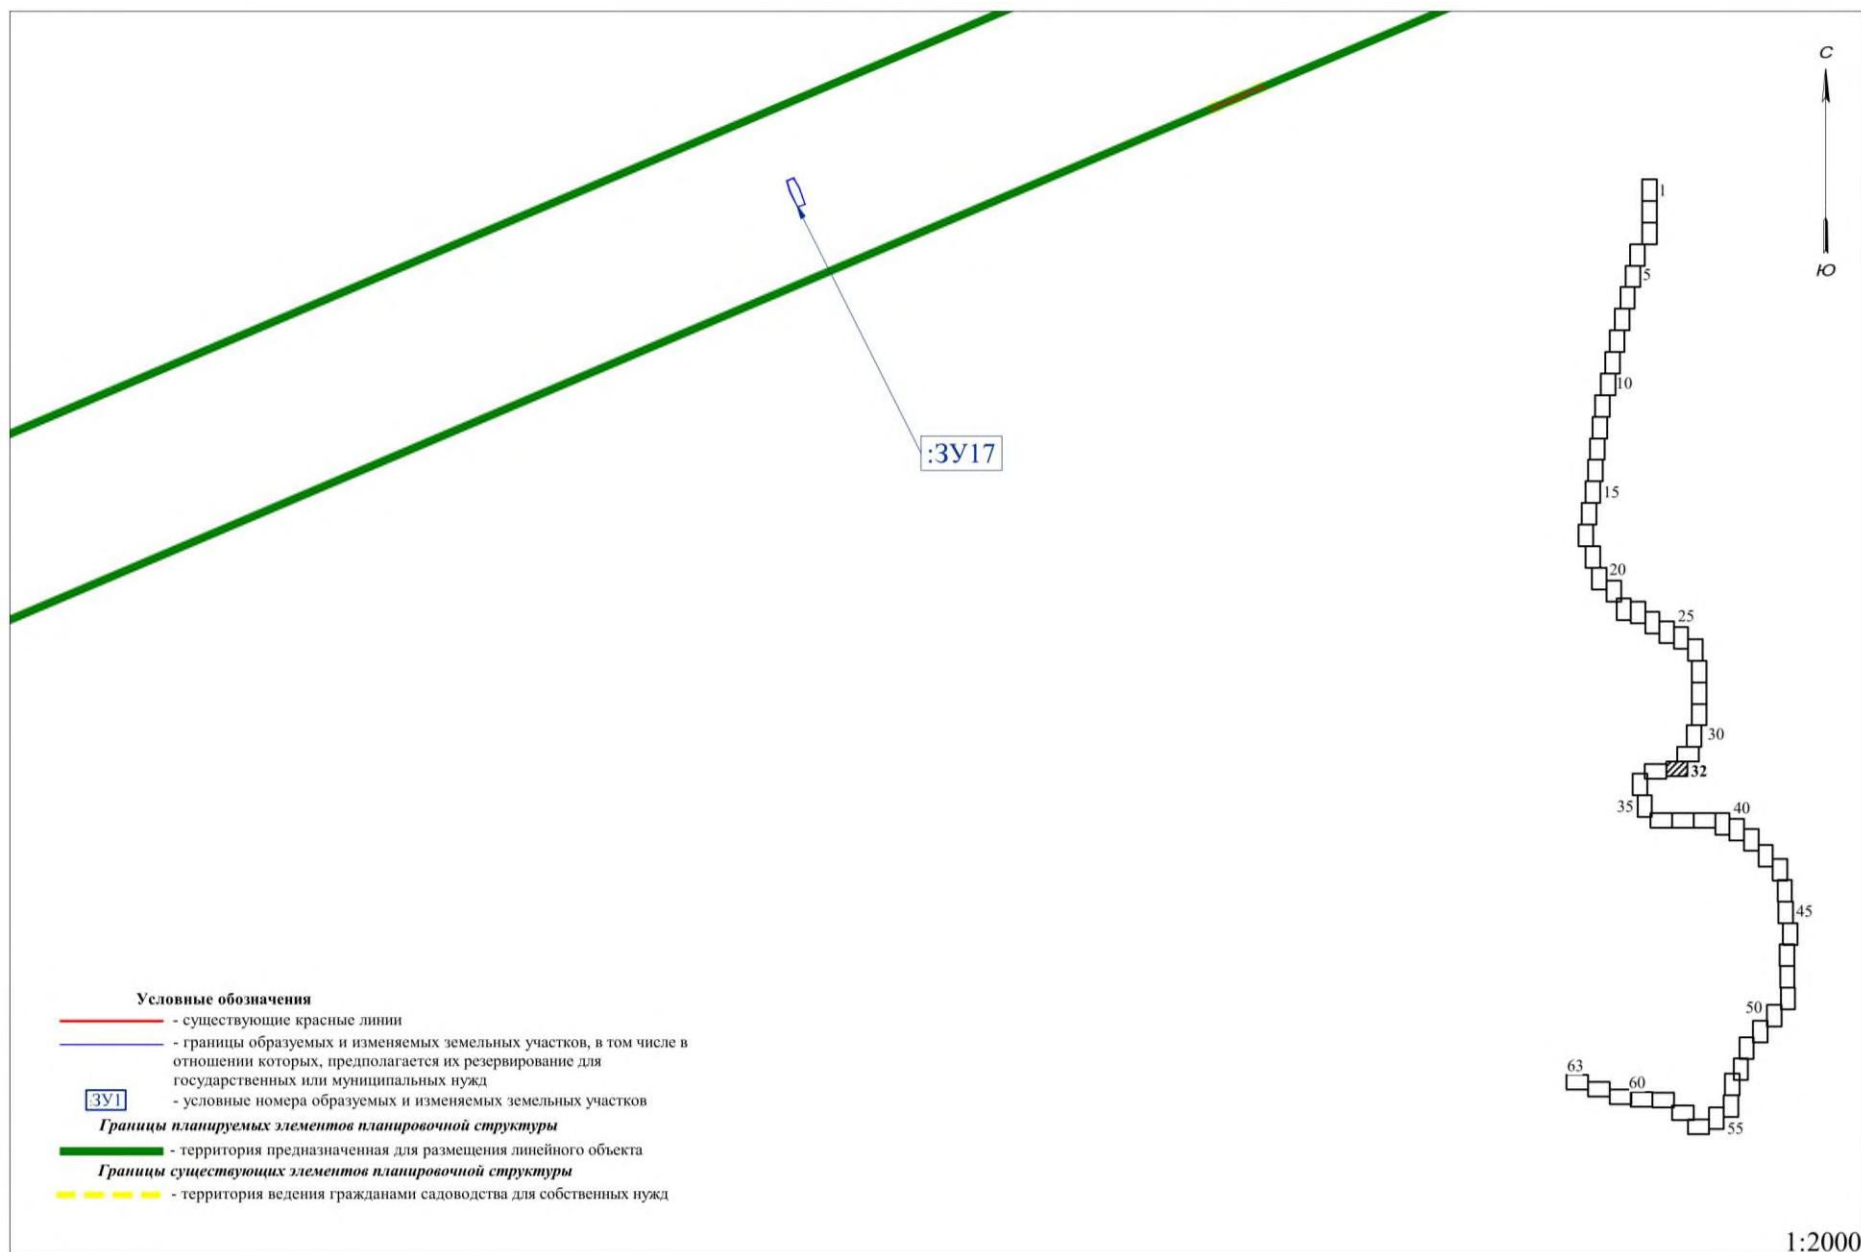 С
Ю
:ЗУ17
1
5
10
15
20
25
30
32
35
40
45
50
63
60
55
Условные обозначения
- существующие красные линии
- границы образуемых и изменяемых земельных участков, в том числе в
отношении которых, предполагается их резервирование для
государственных или муниципальных нужд
:ЗУ1 - условные номера образуемых и изменяемых земельных участков
Границы планируемых элементов планировочной структуры
- территория предназначенная для размещения линейного объекта
Границы существующих элементов планировочной структуры
- территория ведения гражданами садоводства для собственных нужд
1:2000